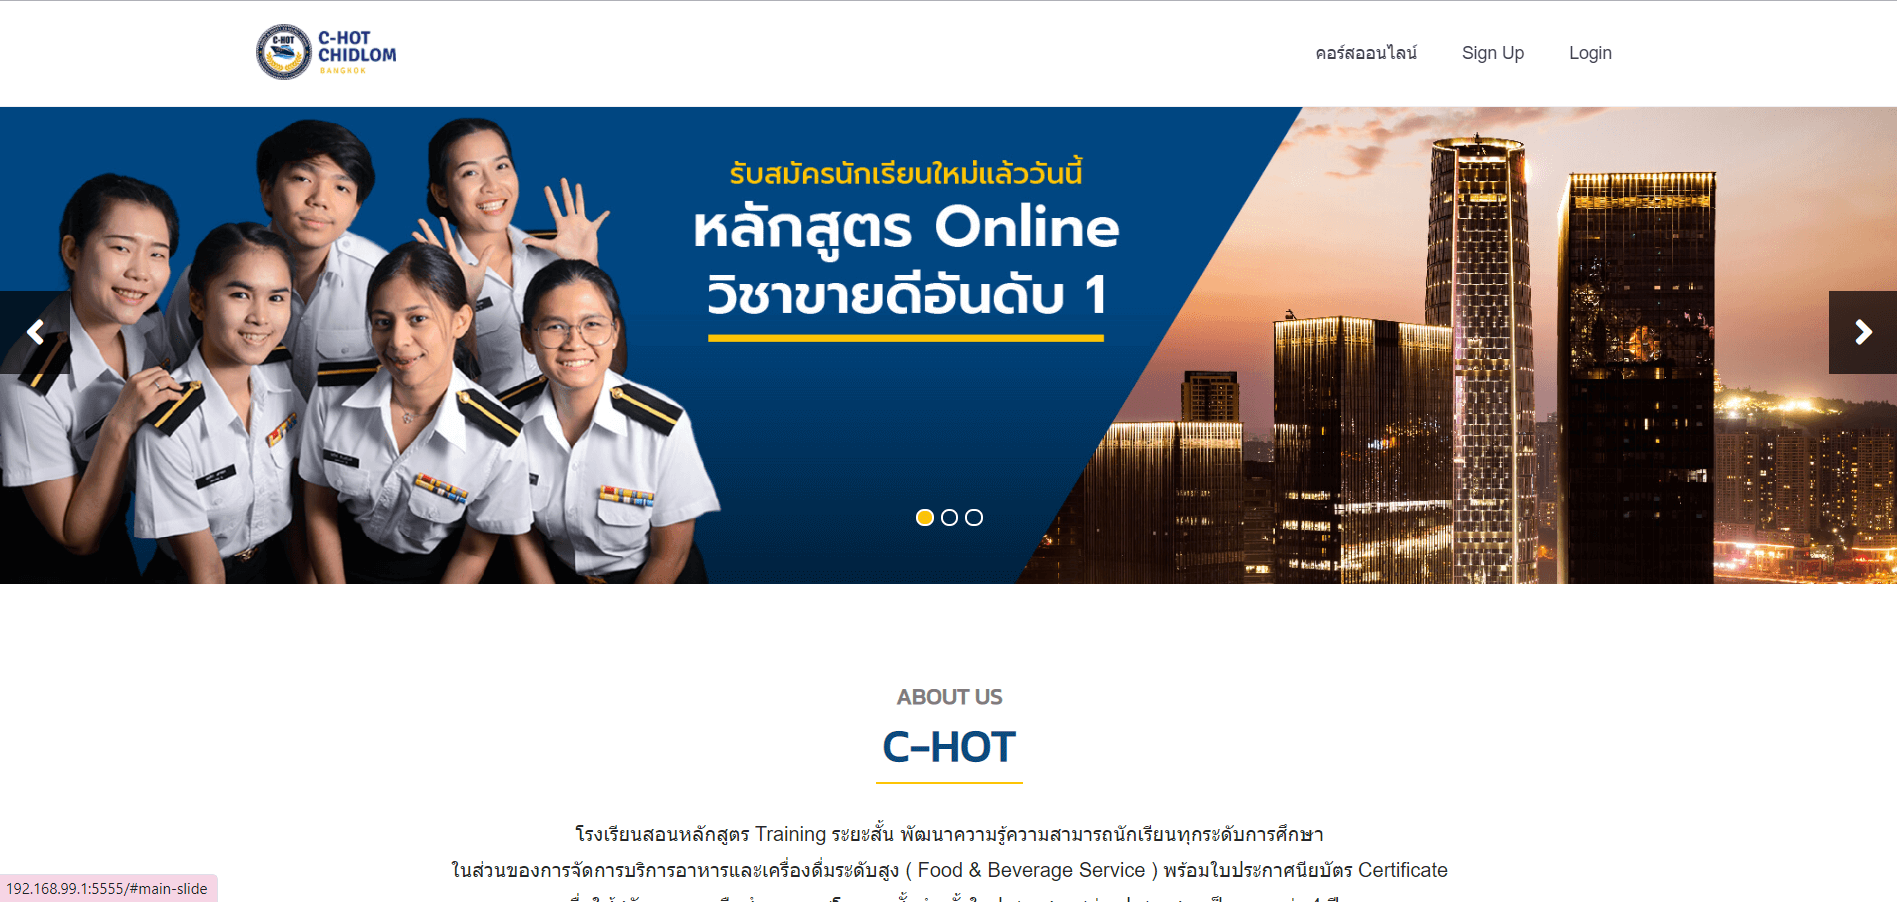 C-HOT
C-HOT
CHIDLOM
BANGKOK
คอร์สออนไลน์
Sign Up
Login
รับสมัครนักเรียนใหม่แล้ววันนี้
หลักสูตร Online
วิชาขายดีอันดับ 1
ABOUT US
C-HOT
โรงเรียนสอนหลักสูตร Training ระยะสั้น พัฒนาความรู้ความสามารถนักเรียนทุกระดับการศึกษา
ในส่วนของการจัดการบริการอาหารและเครื่องดื่มระดับสูง ( Food & Beverage Service ) พร้อมใบประกาศนียบัตร Certificate
192.168.99.1:5555/#main-slide